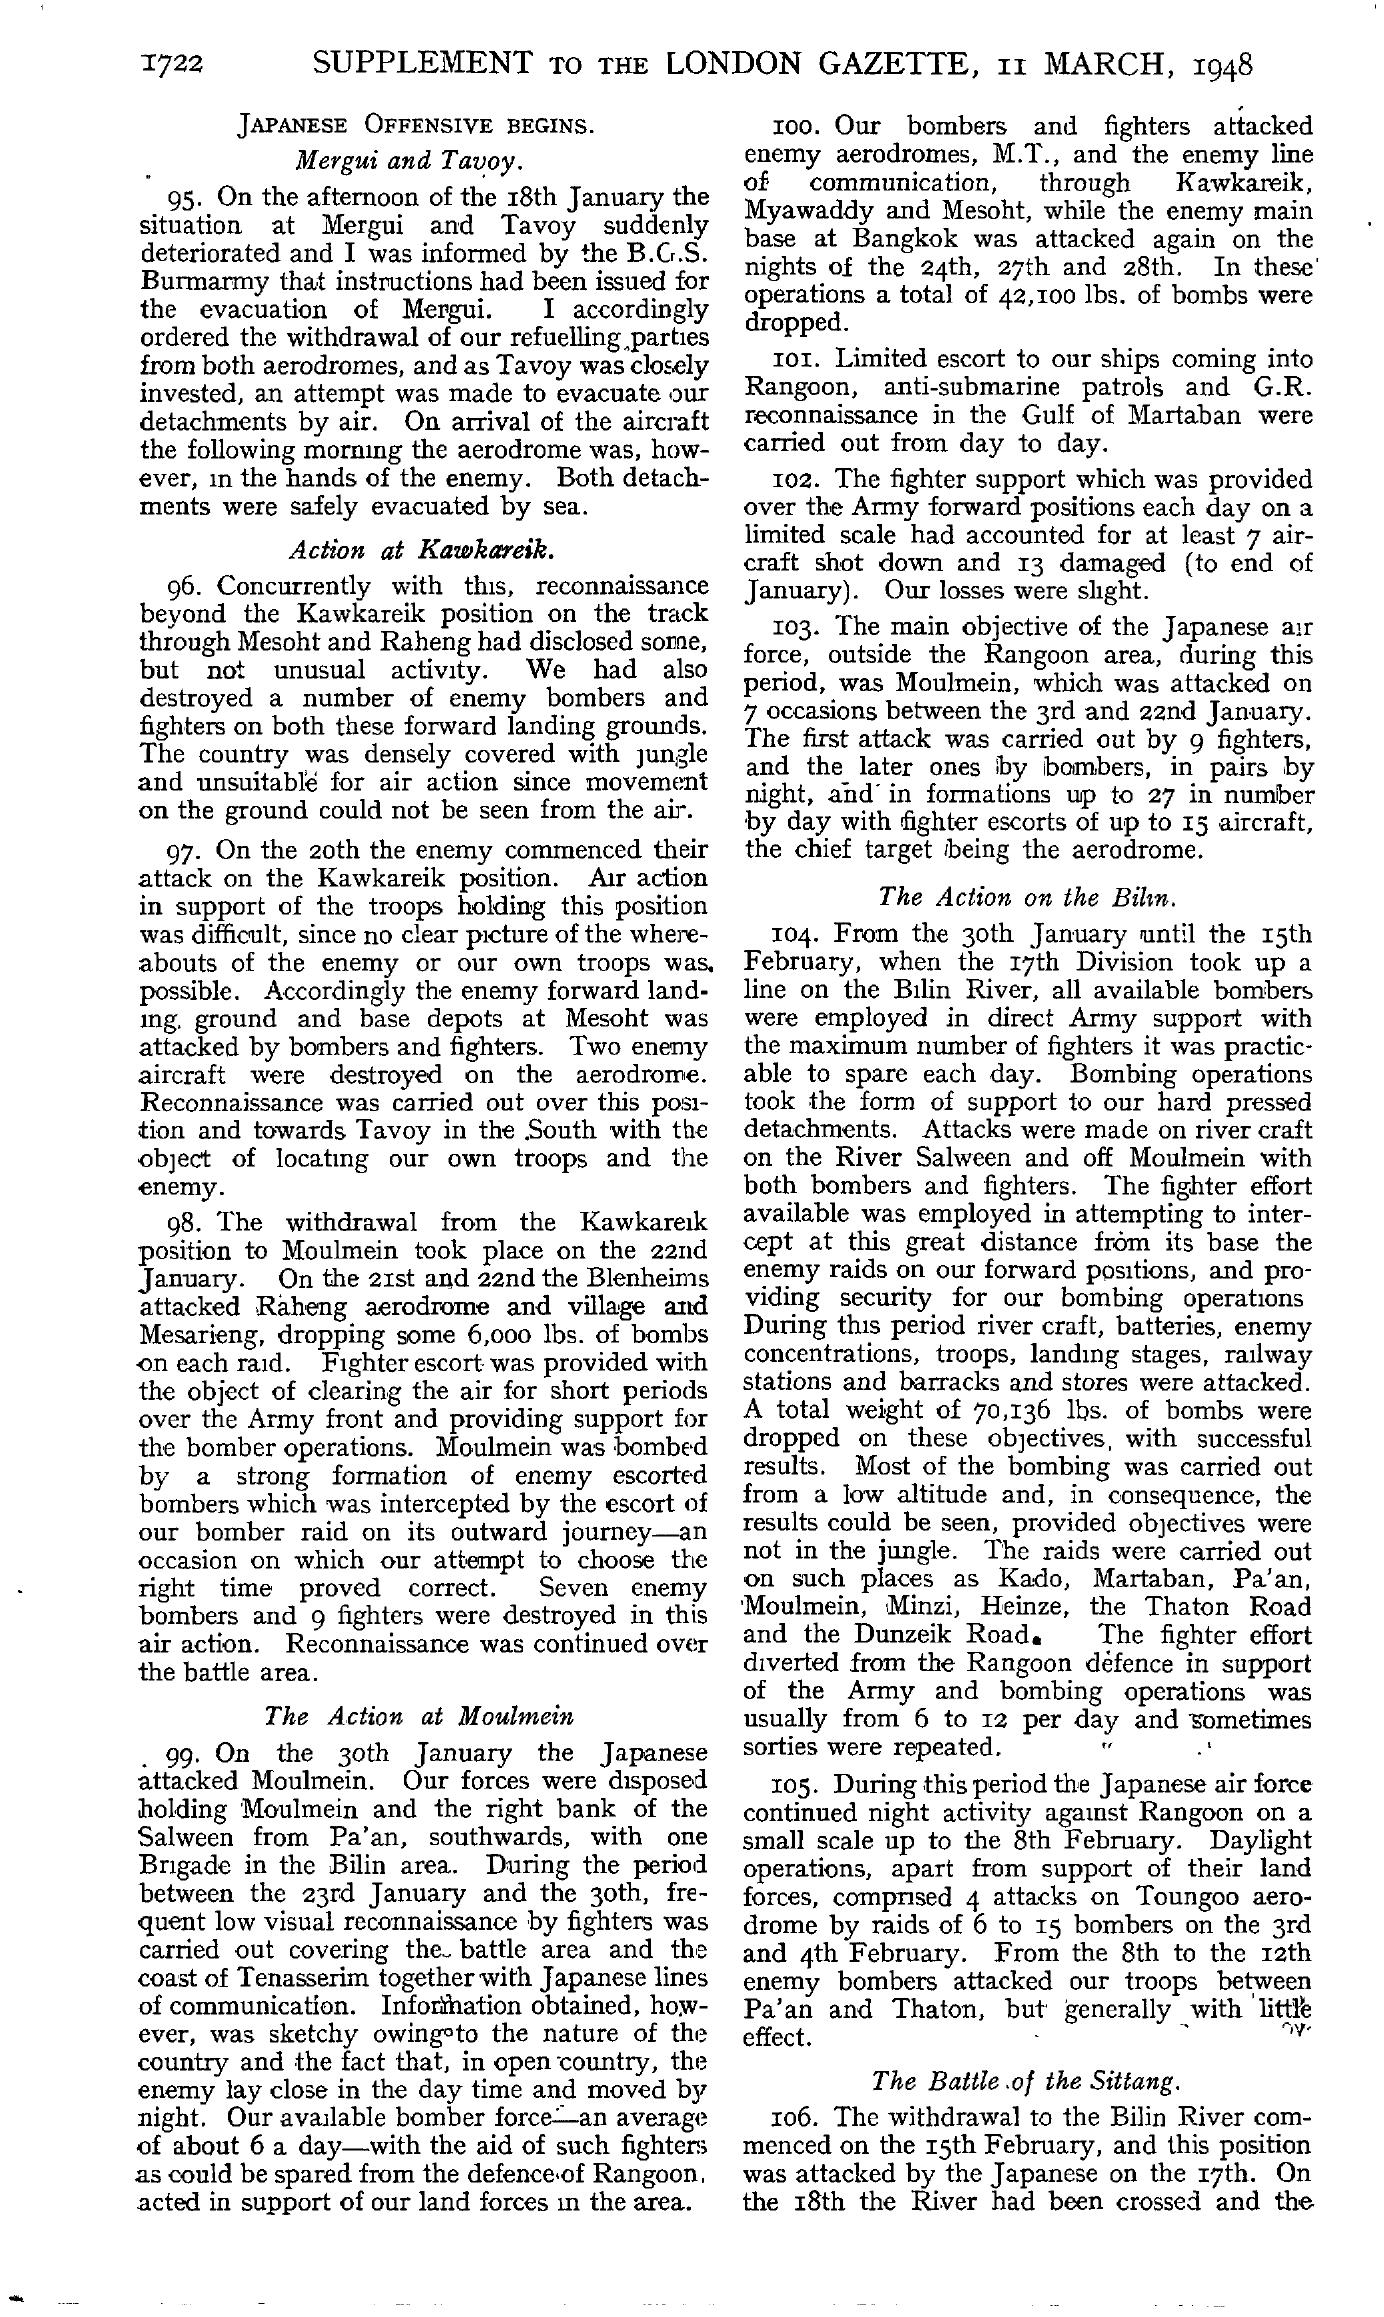 1722 SUPPLEMENT TO THE LONDON GAZETTE, 11 MARCH, 1948
JAPANESE OFFENSIVE BEGINS.
Mergui and Tavoy.
95. On the afternoon of the 18th January the
situation at Mergui and Tavoy suddenly
deteriorated and I was informed by the B.G.S.
Burmarmy that instructions had been issued for
the evacuation of Mergui. I accordingly
ordered the withdrawal of our refuelling parties
from both aerodromes, and as Tavoy was closely
invested, an attempt was made to evacuate our
detachments by air. On arrival of the aircraft
the following morning the aerodrome was, how-
ever, in the hands of the enemy. Both detach-
ments were safely evacuated by sea.
Action at Kawkareik.
96. Concurrently with this, reconnaissance
beyond the Kawkareik position on the track
through Mesoht and Raheng had disclosed some,
but not unusual activity. We had also
destroyed a number of enemy bombers and
fighters on both these forward landing grounds.
The country was densely covered with jungle
and unsuitable for air action since movement
on the ground could not be seen from the air.
97. On the 20th the enemy commenced their
attack on the Kawkareik position. Air action
in support of the troops holding this position
was difficult, since no clear picture of the where-
abouts of the enemy or our own troops was
possible. Accordingly the enemy forward land-
ing ground and base depots at Mesoht was
attacked by bombers and fighters. Two enemy
aircraft were destroyed on the aerodrome.
Reconnaissance was carried out over this posi-
tion and towards Tavoy in the South with the
object of locating our own troops and the
enemy.
98. The withdrawal from the Kawkareik
position to Moulmein took place on the 22nd
January. On the 21st and 22nd the Blenheims
attacked Raheng aerodrome and village and
Mesarieng, dropping some 6,000 lbs. of bombs
on each raid. Fighter escort was provided with
the object of clearing the air for short periods
over the Army front and providing support for
the bomber operations. Moulmein was bombed
by a strong formation of enemy escorted
bombers which was intercepted by the escort of
our bomber raid on its outward journey—an
occasion on which our attempt to choose the
right time proved correct. Seven enemy
bombers and 9 fighters were destroyed in this
air action. Reconnaissance was continued over
the battle area.
The Action at Moulmein
99. On the 30th January the Japanese
attacked Moulmein. Our forces were disposed
holding Moulmein and the right bank of the
Salween from Pa'an, southwards, with one
Brigade in the Bilin area. During the period
between the 23rd January and the 30th, fre-
quent low visual reconnaissance by fighters was
carried out covering the battle area and the
coast of Tenasserim together with Japanese lines
of communication. Information obtained, how-
ever, was sketchy owing to the nature of the
country and the fact that, in open country, the
enemy lay close in the day time and moved by
night. Our available bomber force—an average
of about 6 a day—with the aid of such fighters
as could be spared from the defence of Rangoon,
acted in support of our land forces in the area.
100. Our bombers and fighters attacked
enemy aerodromes, M.T., and the enemy line
of communication, through Kawkareik,
Myawaddy and Mesoht, while the enemy main
base at Bangkok was attacked again on the
nights of the 24th, 27th and 28th. In these
operations a total of 42,100 lbs. of bombs were
dropped.
101. Limited escort to our ships coming into
Rangoon, anti-submarine patrols and G.R.
reconnaissance in the Gulf of Martaban were
carried out from day to day.
102. The fighter support which was provided
over the Army forward positions each day on a
limited scale had accounted for at least 7 air-
craft shot down and 13 damaged (to end of
January). Our losses were slight.
103. The main objective of the Japanese air
force, outside the Rangoon area, during this
period, was Moulmein, which was attacked on
7 occasions between the 3rd and 22nd January.
The first attack was carried out by 9 fighters,
and the later ones by bombers, in pairs by
night, and in formations up to 27 in number
by day with fighter escorts of up to 15 aircraft,
the chief target being the aerodrome.
The Action on the Bilin.
104. From the 30th January until the 15th
February, when the 17th Division took up a
line on the Bilin River, all available bombers
were employed in direct Army support with
the maximum number of fighters it was practic-
able to spare each day. Bombing operations
took the form of support to our hard pressed
detachments. Attacks were made on river craft
on the River Salween and off Moulmein with
both bombers and fighters. The fighter effort
available was employed in attempting to inter-
cept at this great distance from its base the
enemy raids on our forward positions, and pro-
viding security for our bombing operations
During this period river craft, batteries, enemy
concentrations, troops, landing stages, railway
stations and barracks and stores were attacked.
A total weight of 70,136 lbs. of bombs were
dropped on these objectives, with successful
results. Most of the bombing was carried out
from a low altitude and, in consequence, the
results could be seen, provided objectives were
not in the jungle. The raids were carried out
on such places as Kado, Martaban, Pa'an,
Moulmein, Minzi, Heinze, the Thaton Road
and the Dunzeik Road. The fighter effort
diverted from the Rangoon defence in support
of the Army and bombing operations was
usually from 6 to 12 per day and sometimes
sorties were repeated.
105. During this period the Japanese air force
continued night activity against Rangoon on a
small scale up to the 8th February. Daylight
operations, apart from support of their land
forces, comprised 4 attacks on Toungoo aero-
drome by raids of 6 to 15 bombers on the 3rd
and 4th February. From the 8th to the 12th
enemy bombers attacked our troops between
Pa'an and Thaton, but generally with little
effect.
The Battle of the Sittang.
106. The withdrawal to the Bilin River com-
menced on the 15th February, and this position
was attacked by the Japanese on the 17th. On
the 18th the River had been crossed and the